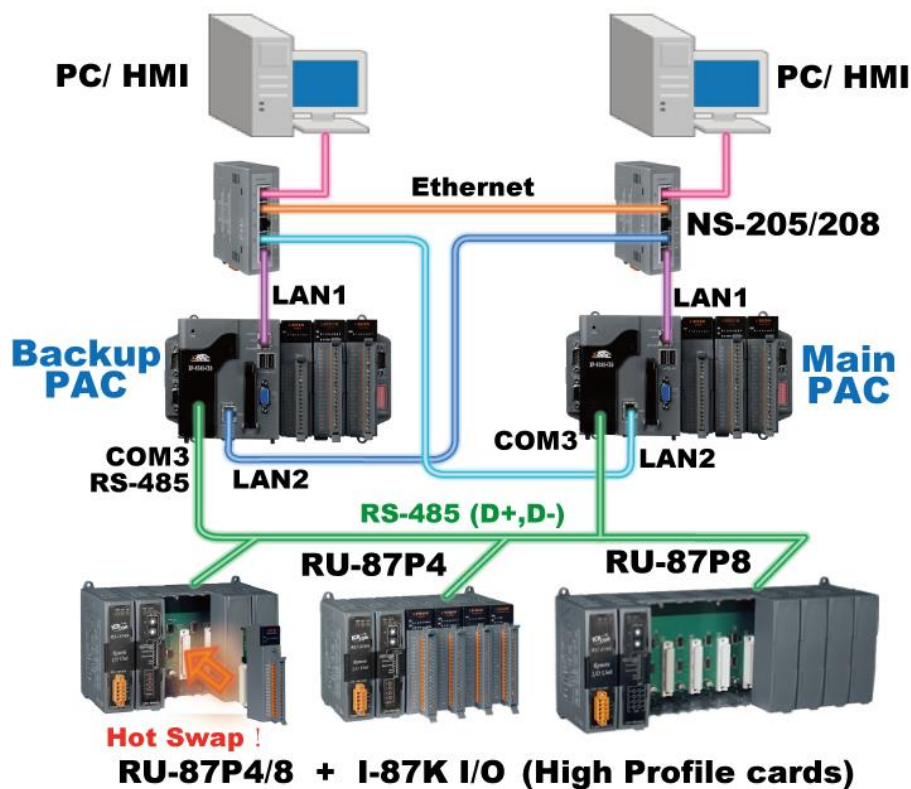 PC/ HMI
PC/ HMI
Ethernet
NS-205/208
LAN1
LAN1
Backup
PAC
Main
PAC
COM3
RS-485
LAN2
COM3
LAN2
RS-485 (D+,D-)
RU-87P4
RU-87P8
Hot Swap !
RU-87P4/8 + I-87K I/O (High Profile cards)